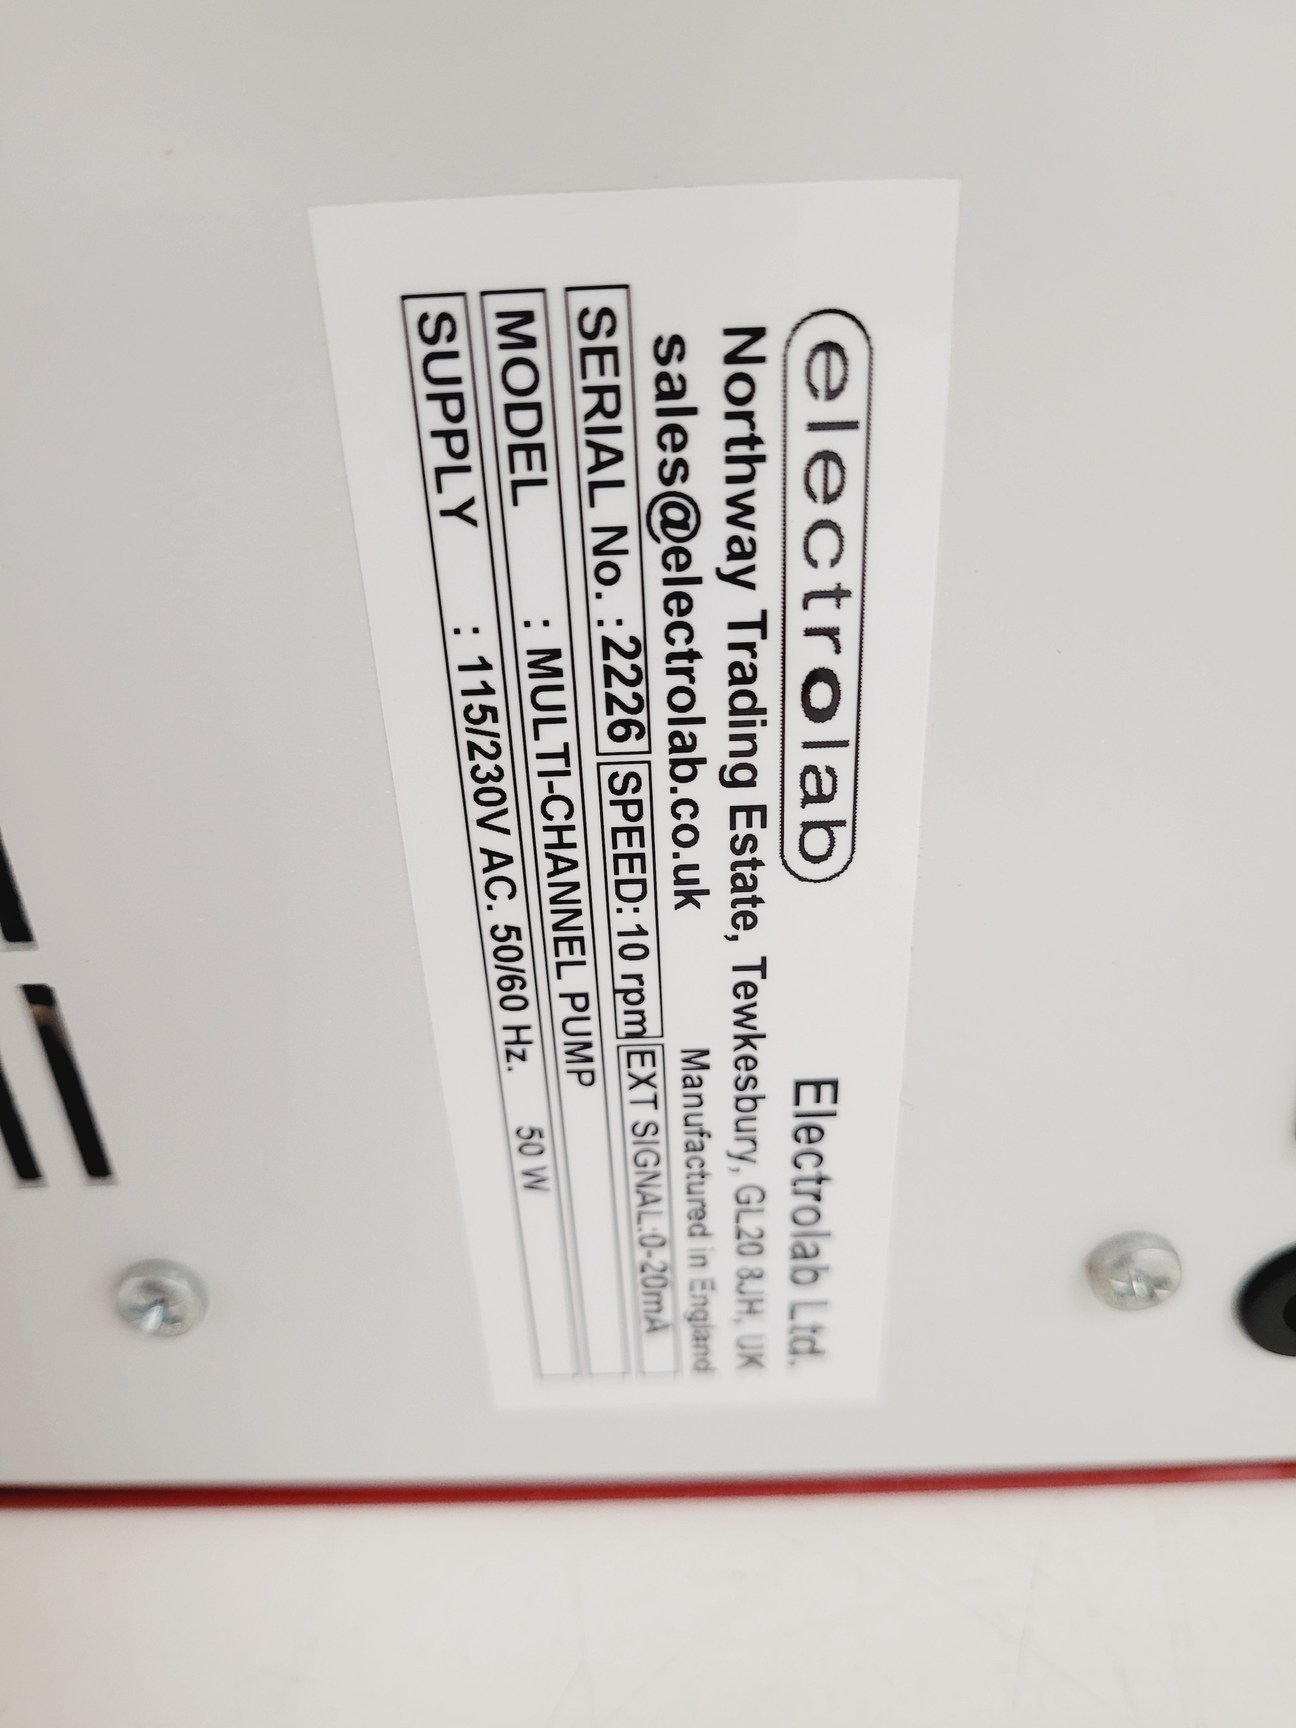 electrolab Electrolab Ltd.
Northway Trading Estate, Tewkesbury, GL20 8JH, UK
sales@electrolab.co.uk Manufactured in England
SERIAL No. :2226 SPEED: 10 rpm EXT SIGNAL:0-20mA
MODEL : MULTI-CHANNEL PUMP
SUPPLY : 115/230V AC. 50/60 Hz. 50 W